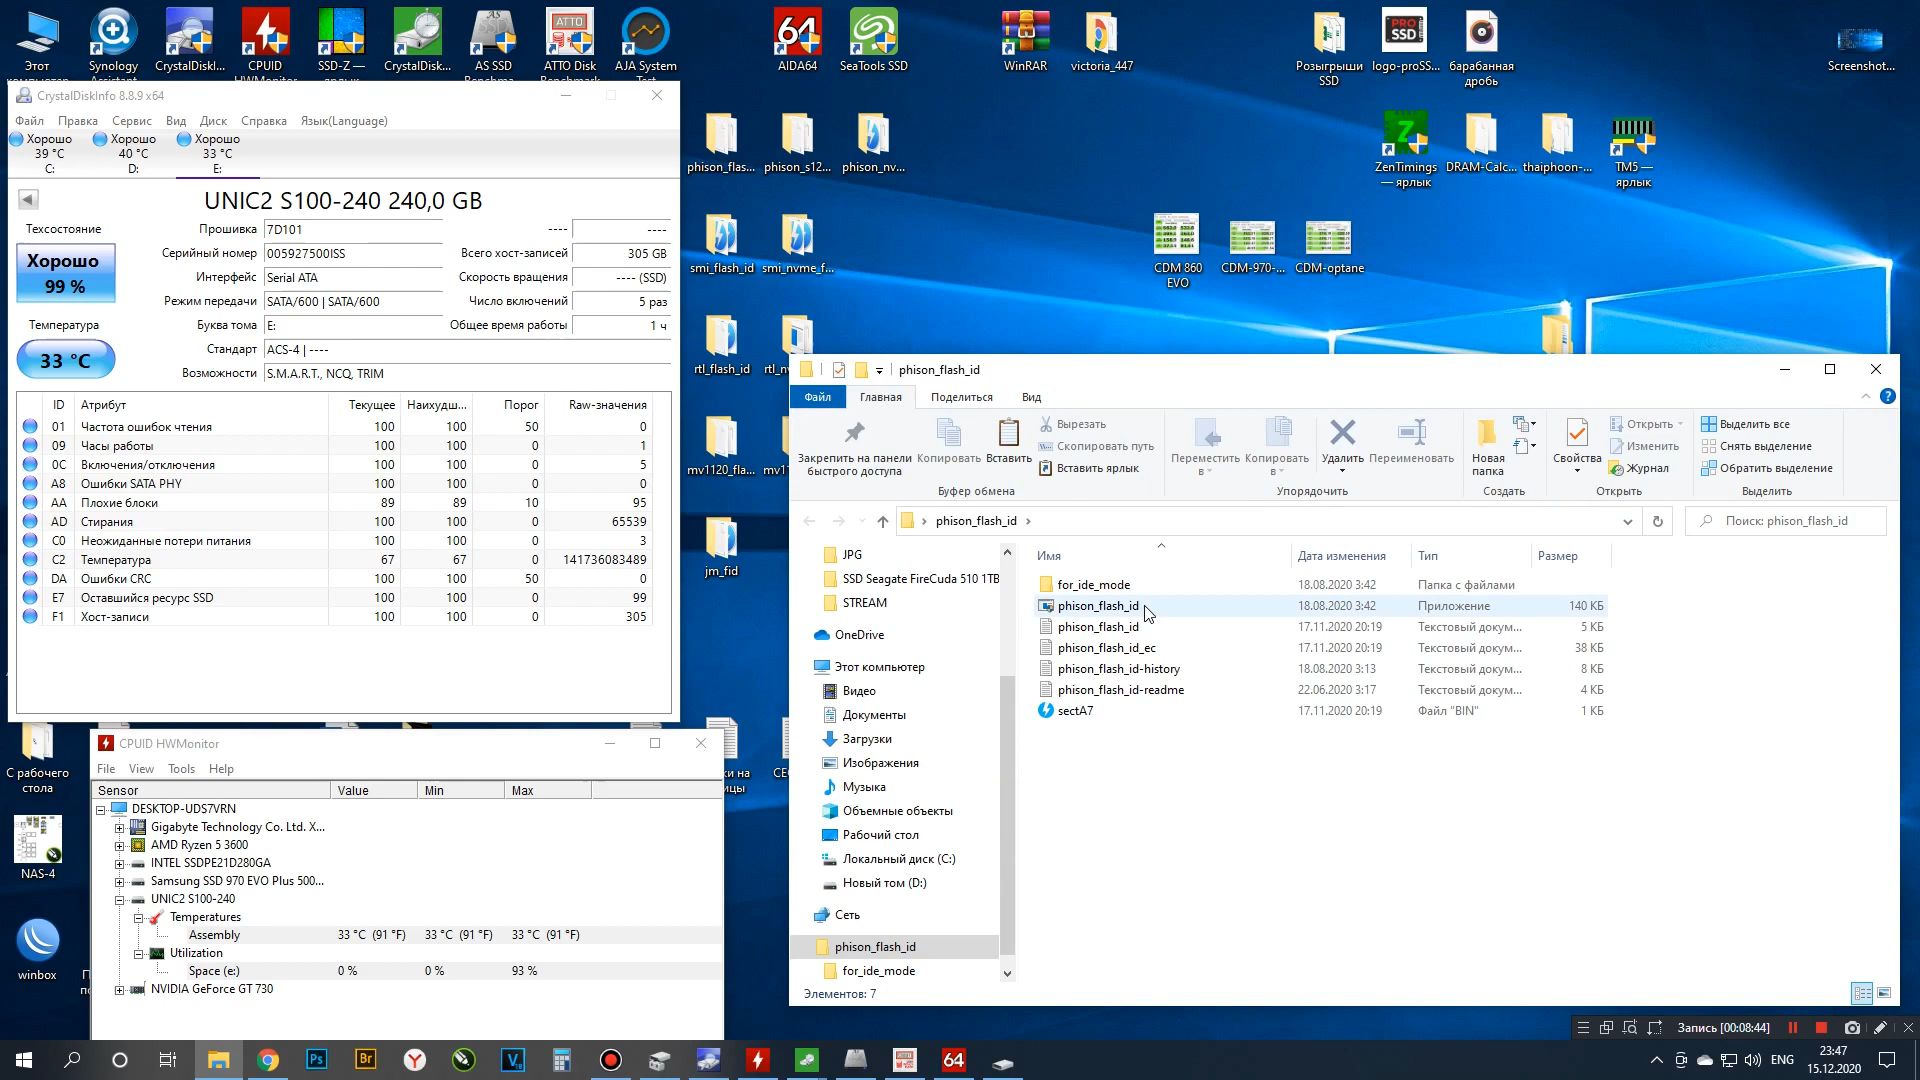 Этот
Synology
CrystalDiskI...
CPUID
HWMonitor
SSD-Z —
CrystalDisk...
AS SSD
ATTO Disk
AJA System
AIDA64
SeaTools SSD
WinRAR
victoria_447
Розыгрыши
SSD
logo-proSS...
барабанная
дробь
Screenshot...
phison_flas...
phison_s12...
phison_nv...
ZenTimings
— ярлык
DRAM-Calc...
thaiphoon-...
TM5 —
ярлык
smi_flash_id
smi_nvme_f...
CDM 860
EVO
CDM-970-...
CDM-optane
rtl_flash_id
mv1120_fla...
jm_fid
С рабочего
стола
NAS-4
winbox
CrystalDiskInfo 8.8.9 x64
Файл Правка Сервис Вид Диск Справка Язык(Language)
Хорошо Хорошо Хорошо
39 °C 40 °C 33 °C
C: D: E:
UNIC2 S100-240 240,0 GB
Техсостояние
Хорошо
99 %
Температура
33 °C
Прошивка 7D101 ---- ----
Серийный номер 005927500ISS Всего хост-записей 305 GB
Интерфейс Serial ATA Скорость вращения ---- (SSD)
Режим передачи SATA/600 | SATA/600 Число включений 5 раз
Буква тома E: Общее время работы 1 ч
Стандарт ACS-4 | ----
Возможности S.M.A.R.T., NCQ, TRIM
ID Атрибут Текущее Наихудш... Порог Raw-значения
01 Частота ошибок чтения 100 100 50 0
09 Часы работы 100 100 0 1
0C Включения/отключения 100 100 0 5
A8 Ошибки SATA PHY 100 100 0 0
AA Плохие блоки 89 89 10 95
AD Стирания 100 100 0 65539
C0 Неожиданные потери питания 100 100 0 3
C2 Температура 67 67 0 141736083489
DA Ошибки CRC 100 100 50 0
E7 Оставшийся ресурс SSD 100 100 0 99
F1 Хост-записи 100 100 0 305
CPUID HWMonitor
File View Tools Help
Sensor Value Min Max
DESKTOP-UDS7VRN
Gigabyte Technology Co. Ltd. X...
AMD Ryzen 5 3600
INTEL SSDPE21D280GA
Samsung SSD 970 EVO Plus 500...
UNIC2 S100-240
Temperatures
Assembly 33 °C (91 °F) 33 °C (91 °F) 33 °C (91 °F)
Utilization
Space (e:) 0 % 0 % 93 %
NVIDIA GeForce GT 730
phison_flash_id
Файл Главная Поделиться Вид
Закрепить на панели
быстрого доступа
Копировать
Вставить
Вырезать
Скопировать путь
Вставить ярлык
Буфер обмена
Переместить
в
Копировать
в
Удалить
Переименовать
Упорядочить
Новая
папка
Создать
Свойства
Открыть
Изменить
Журнал
Открыть
Выделить все
Снять выделение
Обратить выделение
Выделить
phison_flash_id
Поиск: phison_flash_id
JPG
SSD Seagate FireCuda 510 1TB
STREAM
OneDrive
Этот компьютер
Видео
Документы
Загрузки
Изображения
Музыка
Объемные объекты
Рабочий стол
Локальный диск (C:)
Новый том (D:)
Сеть
phison_flash_id
for_ide_mode
Имя Дата изменения Тип Размер
for_ide_mode 18.08.2020 3:42 Папка с файлами
phison_flash_id 18.08.2020 3:42 Приложение 140 КБ
phison_flash_id 17.11.2020 20:19 Текстовый докум... 5 КБ
phison_flash_id_ec 17.11.2020 20:19 Текстовый докум... 38 КБ
phison_flash_id-history 18.08.2020 3:13 Текстовый докум... 8 КБ
phison_flash_id-readme 22.06.2020 3:17 Текстовый докум... 4 КБ
sectA7 17.11.2020 20:19 Файл "BIN" 1 КБ
Элементов: 7
Запись [00:08:44]
ENG
23:47
15.12.2020